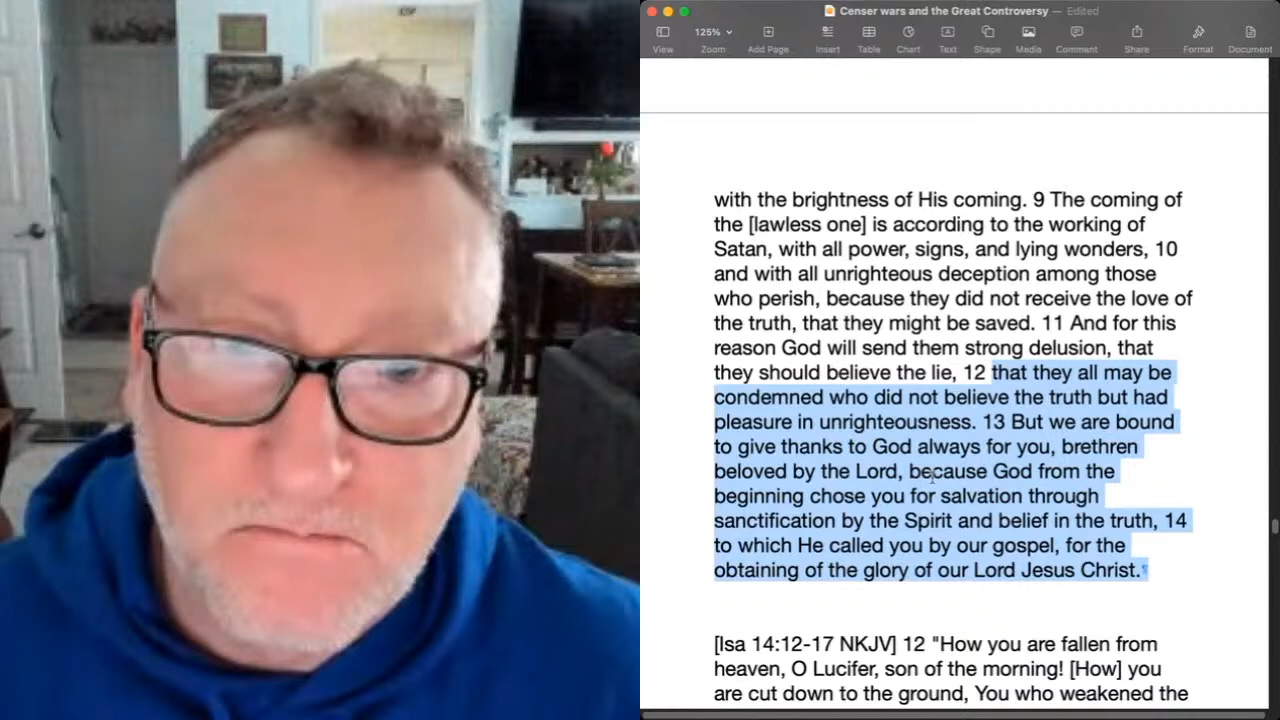 Censer wars and the Great Controversy — Edited
125%
View
Zoom
Add Page
Insert
Table
Chart
Text
Shape
Media
Comment
Share
Format
Document
with the brightness of His coming. 9 The coming of
the [lawless one] is according to the working of
Satan, with all power, signs, and lying wonders, 10
and with all unrighteous deception among those
who perish, because they did not receive the love of
the truth, that they might be saved. 11 And for this
reason God will send them strong delusion, that
they should believe the lie, 12 that they all may be
condemned who did not believe the truth but had
pleasure in unrighteousness. 13 But we are bound
to give thanks to God always for you, brethren
beloved by the Lord, because God from the
beginning chose you for salvation through
sanctification by the Spirit and belief in the truth, 14
to which He called you by our gospel, for the
obtaining of the glory of our Lord Jesus Christ.
[Isa 14:12-17 NKJV] 12 "How you are fallen from
heaven, O Lucifer, son of the morning! [How] you
are cut down to the ground, You who weakened the